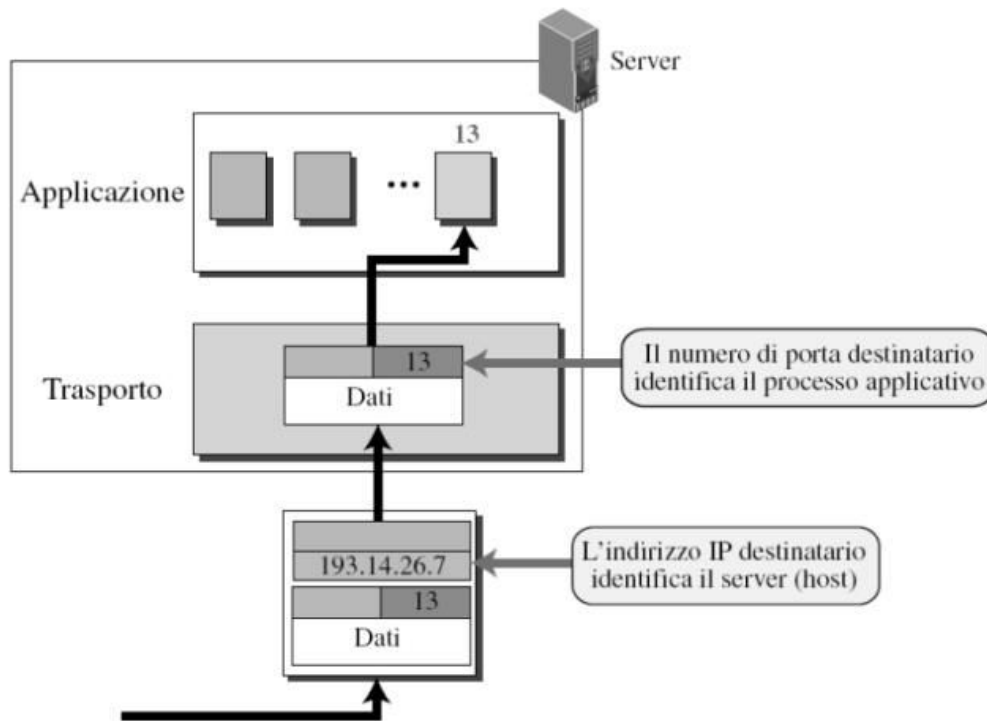 Server
13
Applicazione
...
13
Trasporto
Dati
Il numero di porta destinatario
identifica il processo applicativo
193.14.26.7
L'indirizzo IP destinatario
identifica il server (host)
13
Dati